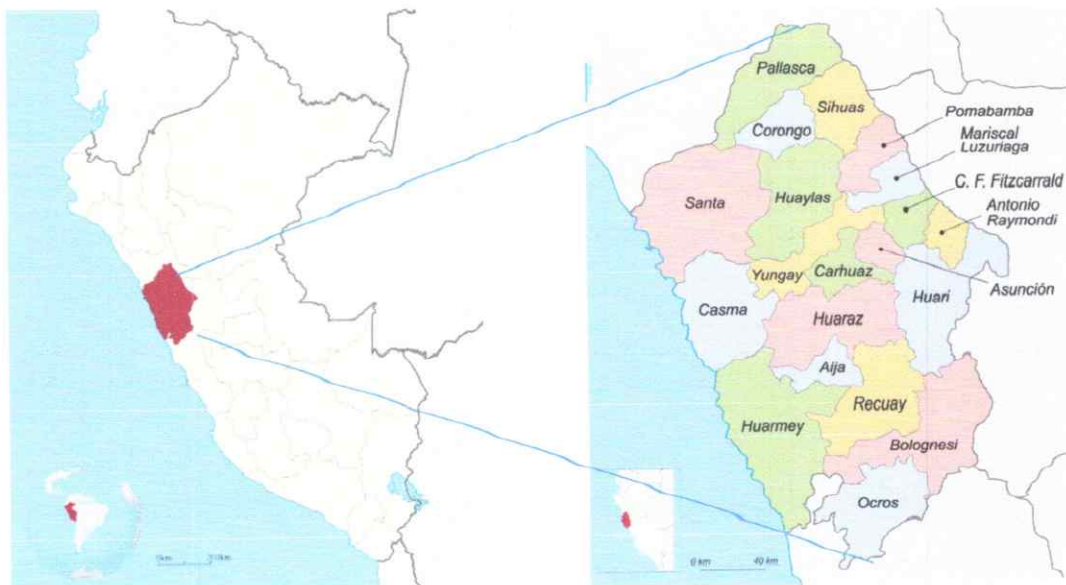 Pallasca
Sihuas
Corongo
Pomabamba
Mariscal
Luzuriaga
C. F. Fitzcarrald
Antonio
Raymondi
Huaylas
Santa
Yungay
Carhuaz
Asunción
Huari
Casma
Huaraz
Aija
Recuay
Huarmey
Bolognesi
Ocros
0 km 40 km